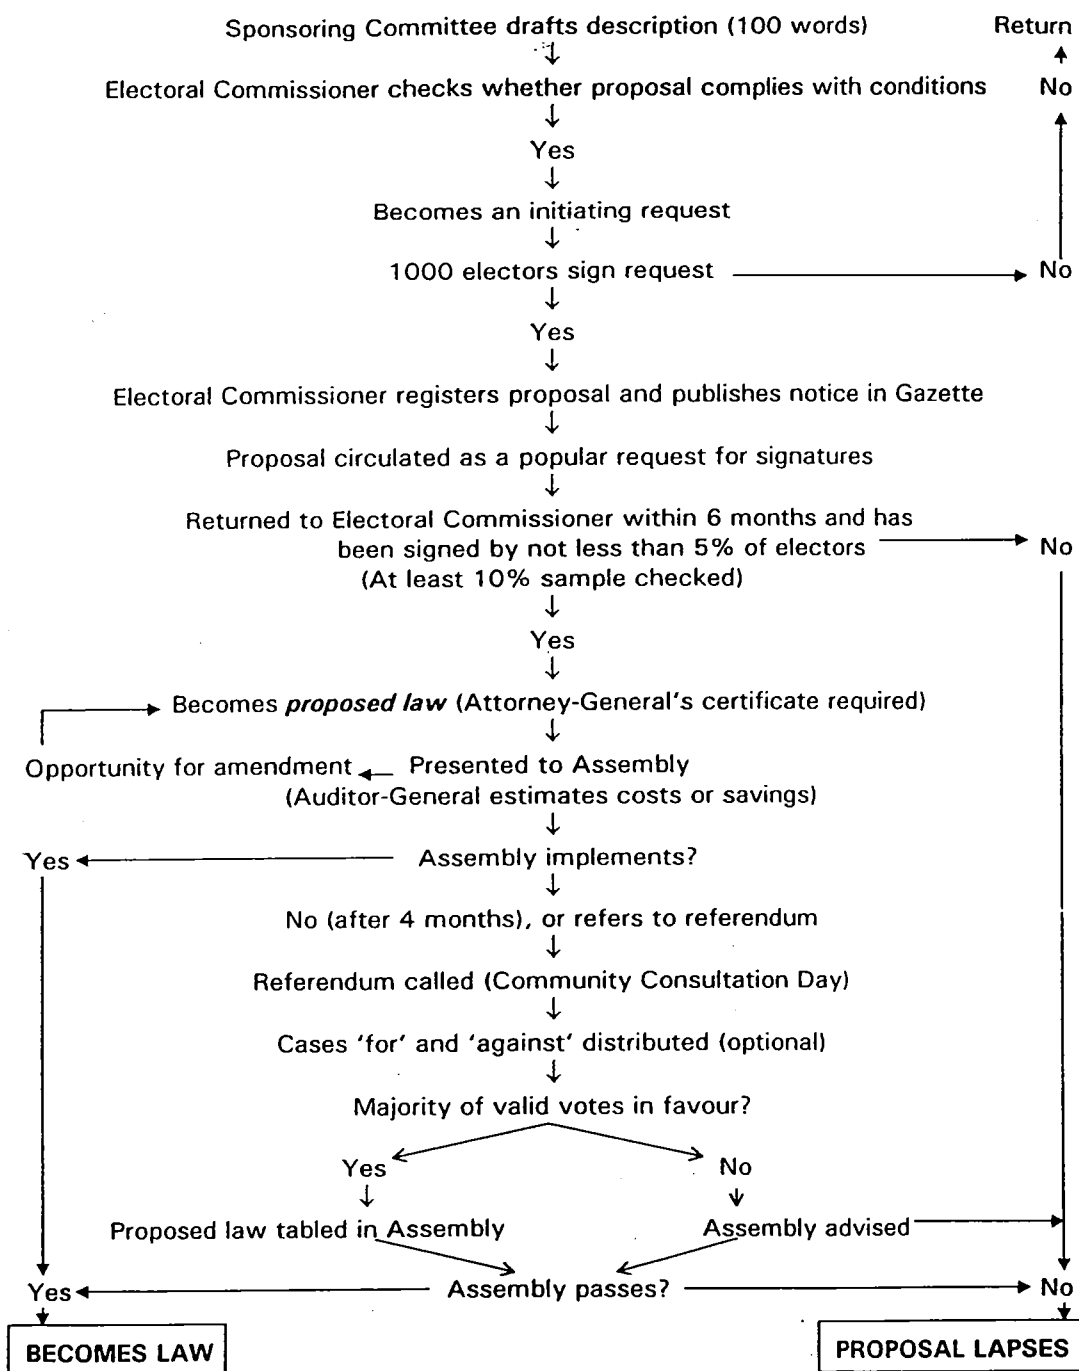 Sponsoring Committee drafts description (100 words) Return
Electoral Commissioner checks whether proposal complies with conditions No
Yes
Becomes an initiating request
1000 electors sign request No
Yes
Electoral Commissioner registers proposal and publishes notice in Gazette
Proposal circulated as a popular request for signatures
Returned to Electoral Commissioner within 6 months and has
been signed by not less than 5% of electors No
(At least 10% sample checked)
Yes
Becomes proposed law (Attorney-General's certificate required)
Opportunity for amendment Presented to Assembly
(Auditor-General estimates costs or savings)
Yes Assembly implements?
No (after 4 months), or refers to referendum
Referendum called (Community Consultation Day)
Cases 'for' and 'against' distributed (optional)
Majority of valid votes in favour?
Yes No
Proposed law tabled in Assembly Assembly advised
Yes Assembly passes? No
BECOMES LAW PROPOSAL LAPSES